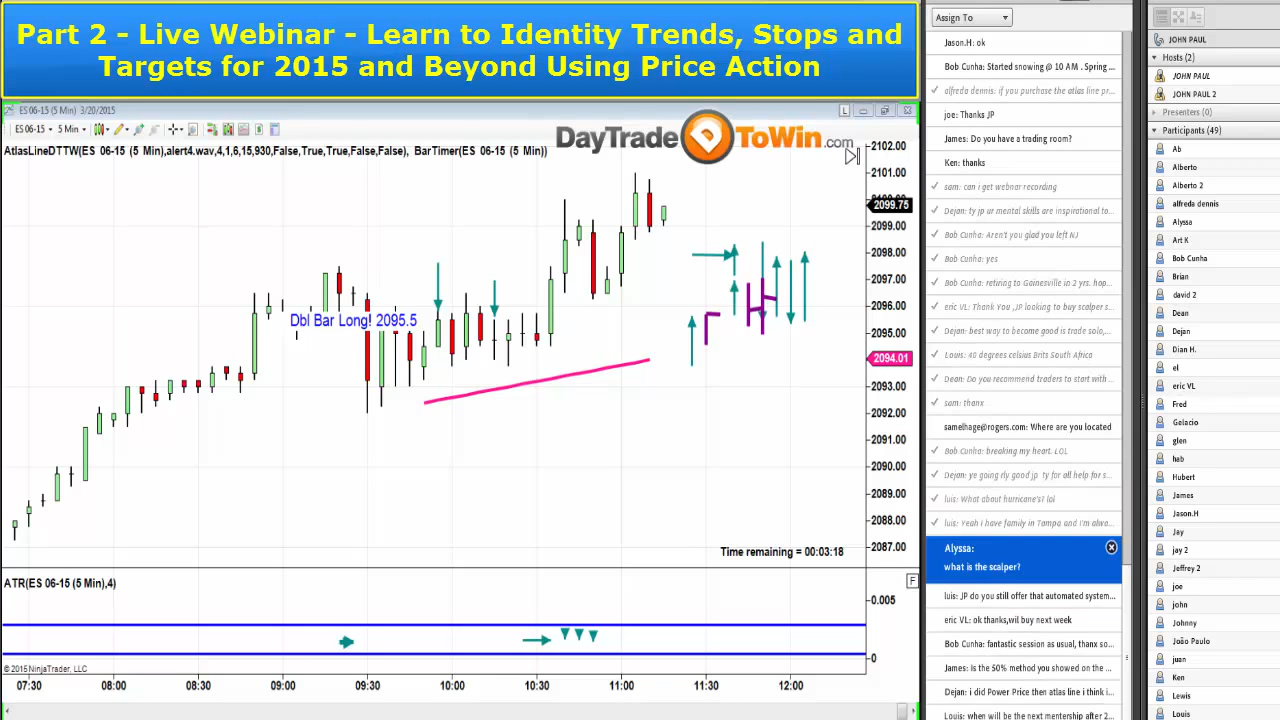 Part 2 - Live Webinar - Learn to Identity Trends, Stops and
Targets for 2015 and Beyond Using Price Action
ES 06-15 (5 Min) 3/20/2015
L
ES 06-15
5 Min
DayTradeToWin.com
AtlasLineDTTW(ES 06-15 (5 Min),alert4.wav,4,1,6,15,930,False,True,True,False,False), BarTimer(ES 06-15 (5 Min))
2102.00
2101.00
2099.75
2099.00
2098.00
2097.00
2096.00
2095.00
2094.01
2093.00
2092.00
2091.00
2090.00
2089.00
2088.00
2087.00
Dbl Bar Long! 2095.5
Time remaining = 00:03:18
ATR(ES 06-15 (5 Min),4)
F
0.005
0
© 2015 NinjaTrader, LLC
07:30 08:00 08:30 09:00 09:30 10:00 10:30 11:00 11:30 12:00
Assign To
Jason.H: ok
Bob Cunha: Started snowing @ 10 AM . Spring
alfreda dennis: if you purchase the atlas line pr...
joe: Thanks JP
James: Do you have a trading room?
Ken: thanks
sam: can i get webnar recording
Dejan: ty jp ur mental skills are inspirational to...
Bob Cunha: Aren't you glad you left NJ
Bob Cunha: yes
Bob Cunha: retiring to Gainesville in 2 yrs. hop...
eric VL: Thank You ,JP looking to buy scalper s
Dejan: best way to become good is trade solo,...
Louis: 40 degrees celsius Brits South Africa
Dean: Do you recommend traders to start with
sam: thanx
samelhage@rogers.com: Where are you located
Bob Cunha: breaking my heart. LOL
Dejan: ye going rly good jp ty for all help for s...
luis: What about hurricane's? lol
luis: Yeah i have family in Tampa and I'm abro...
Alyssa:
what is the scalper?
luis: JP do you still offer that automated system...
eric VL: ok thanks,wil buy next week
Bob Cunha: fantastic session as usual, thanx so...
James: Is the 50% method you showed on the ...
Dejan: i did Power Price then atlas line i think i...
Louis: when will be the next mentership after 2...
JOHN PAUL
Hosts (2)
JOHN PAUL
JOHN PAUL 2
Presenters (0)
Participants (49)
Ab
Alberto
Alberto 2
alfreda dennis
Alyssa
Art K
Bob Cunha
Brian
david 2
Dean
Dejan
Dian H.
el
eric VL
Fred
Gelacio
glen
hab
Hubert
James
Jason.H
Jay
jay 2
Jeffrey 2
joe
john
Johnny
João Paulo
juan
Ken
Lewis
Louis